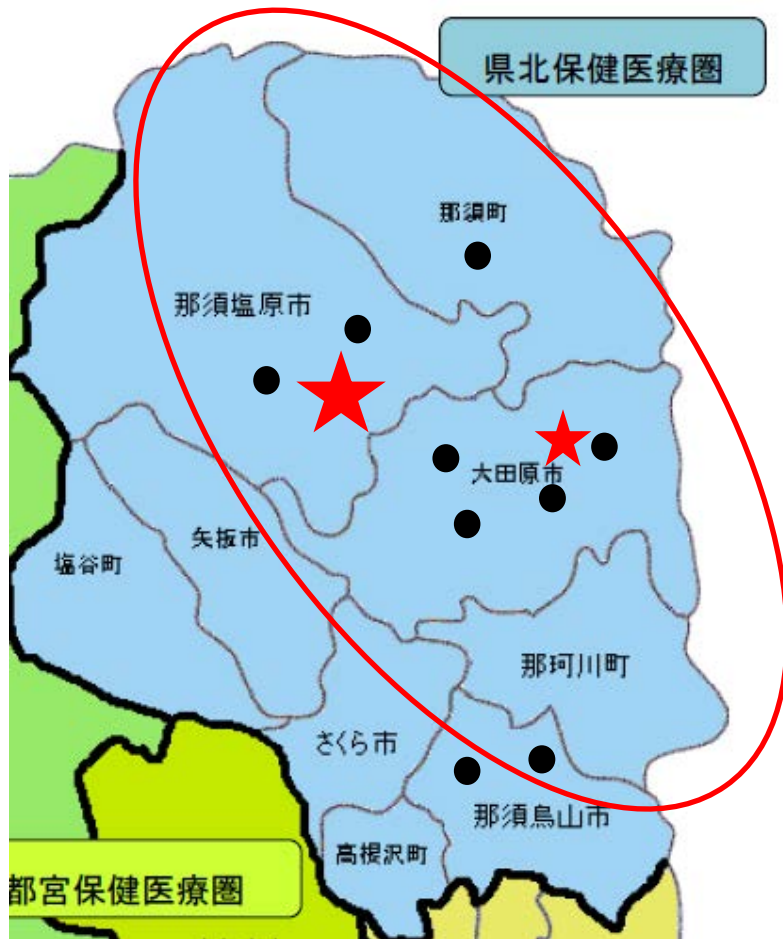 県北保健医療圏
那須町
那須塩原市
大田原市
矢板市
塩谷町
那珂川町
さくら市
那須烏山市
高根沢町
都宮保健医療圏